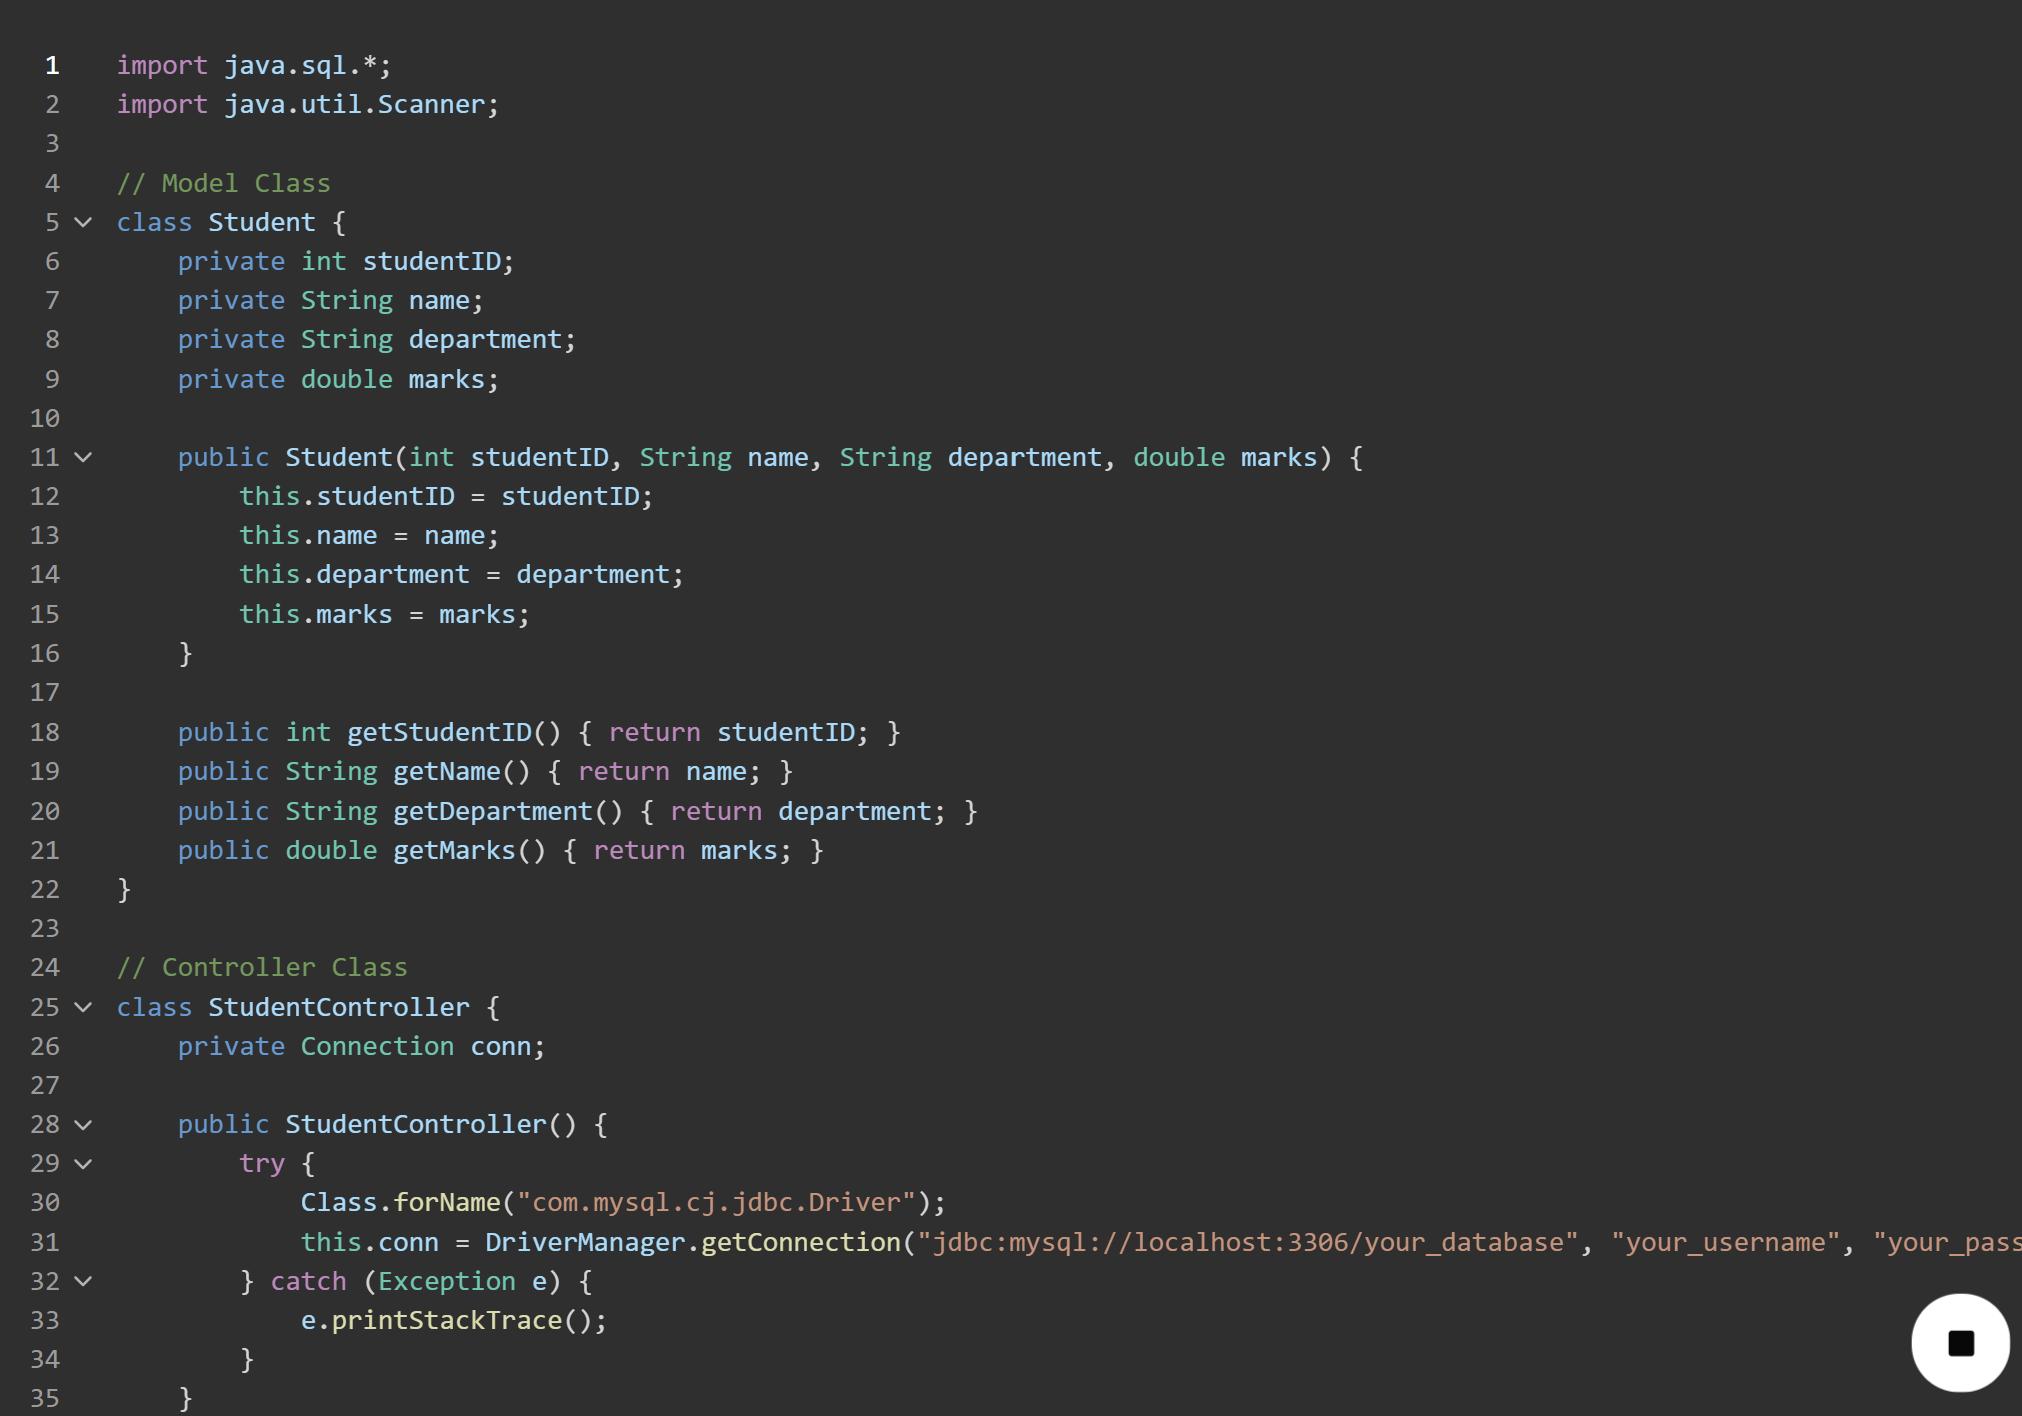 1 import java.sql.*;
2 import java.util.Scanner;
3
4 // Model Class
5 class Student {
6     private int studentID;
7     private String name;
8     private String department;
9     private double marks;
10
11     public Student(int studentID, String name, String department, double marks) {
12         this.studentID = studentID;
13         this.name = name;
14         this.department = department;
15         this.marks = marks;
16     }
17
18     public int getStudentID() { return studentID; }
19     public String getName() { return name; }
20     public String getDepartment() { return department; }
21     public double getMarks() { return marks; }
22 }
23
24 // Controller Class
25 class StudentController {
26     private Connection conn;
27
28     public StudentController() {
29         try {
30             Class.forName("com.mysql.cj.jdbc.Driver");
31             this.conn = DriverManager.getConnection("jdbc:mysql://localhost:3306/your_database", "your_username", "your_pass
32         } catch (Exception e) {
33             e.printStackTrace();
34         }
35     }